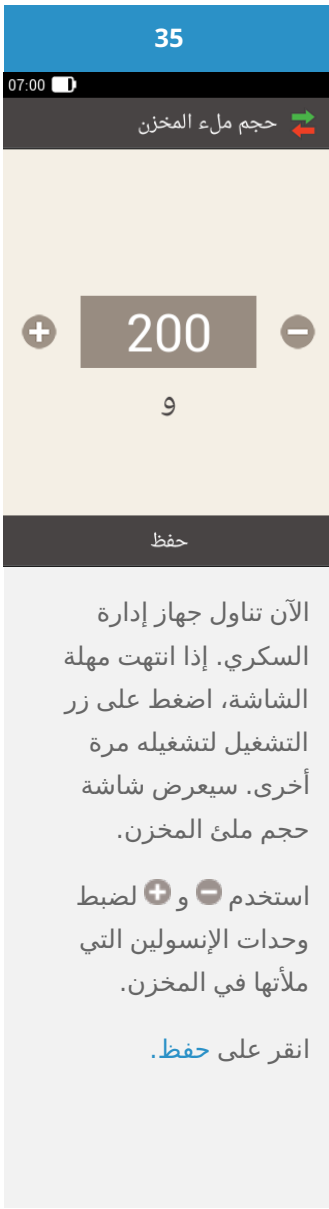 35
07:00
حجم ملء المخزن
200
و
حفظ
الآن تناول جهاز إدارة
السكري. إذا انتهت مهلة
الشاشة، اضغط على زر
التشغيل لتشغيله مرة
أخرى. سيعرض شاشة
حجم ملئ المخزن.
استخدم و لضبط
وحدات الإنسولين التي
ملأتها في المخزن.
انقر على حفظ.